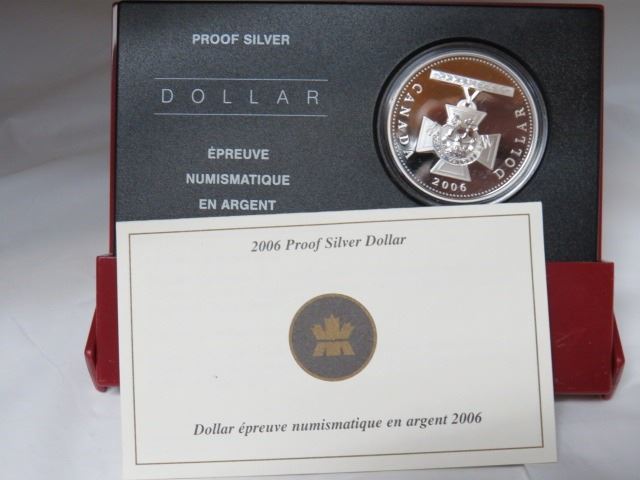 PROOF SILVER
DOLLAR
ÉPREUVE
NUMISMATIQUE
EN ARGENT
CANADA
DOLLAR
2006
2006 Proof Silver Dollar
Dollar épreuve numismatique en argent 2006